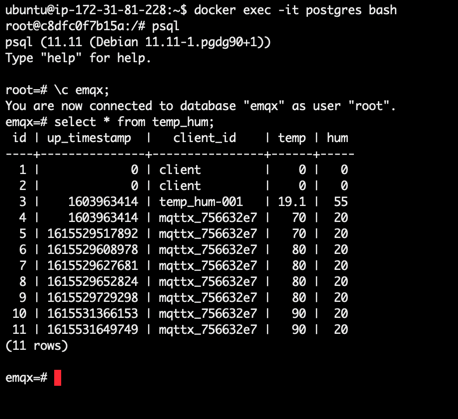 ubuntu@ip-172-31-81-228:~$ docker exec -it postgres bash
root@c8dfc0f7b15a:/# psql
psql (11.11 (Debian 11.11-1.pgdg90+1))
Type "help" for help.

root=# \c emqx;
You are now connected to database "emqx" as user "root".
emqx=# select * from temp_hum;
 id | up_timestamp  |   client_id    | temp | hum
----+---------------+----------------+------+-----
  1 |             0 | client         |    0 |   0
  2 |             0 | client         |    0 |   0
  3 |    1603963414 | temp_hum-001   | 19.1 |  55
  4 |    1603963414 | mqttx_756632e7 |   70 |  20
  5 | 1615529517892 | mqttx_756632e7 |   70 |  20
  6 | 1615529608978 | mqttx_756632e7 |   80 |  20
  7 | 1615529627681 | mqttx_756632e7 |   80 |  20
  8 | 1615529652824 | mqttx_756632e7 |   80 |  20
  9 | 1615529729298 | mqttx_756632e7 |   80 |  20
 10 | 1615531366153 | mqttx_756632e7 |   90 |  20
 11 | 1615531649749 | mqttx_756632e7 |   90 |  20
(11 rows)

emqx=#